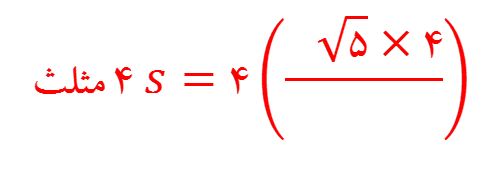 مثلث ۴ s = ۴ (√۵ × ۴ / )